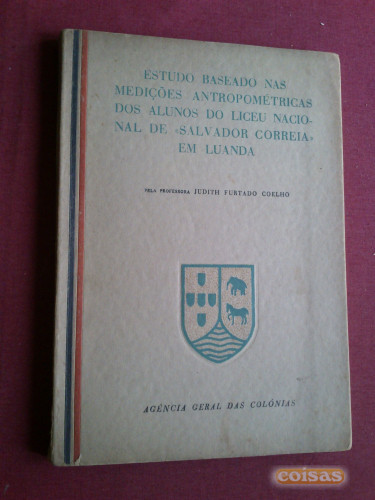 ESTUDO BASEADO NAS
MEDIÇÕES ANTROPOMÉTRICAS
DOS ALUNOS DO LICEU NACIO-
NAL DE «SALVADOR CORREIA»
EM LUANDA
PELA PROFESSORA JUDITH FURTADO COELHO
AGÊNCIA GERAL DAS COLÓNIAS
coisas